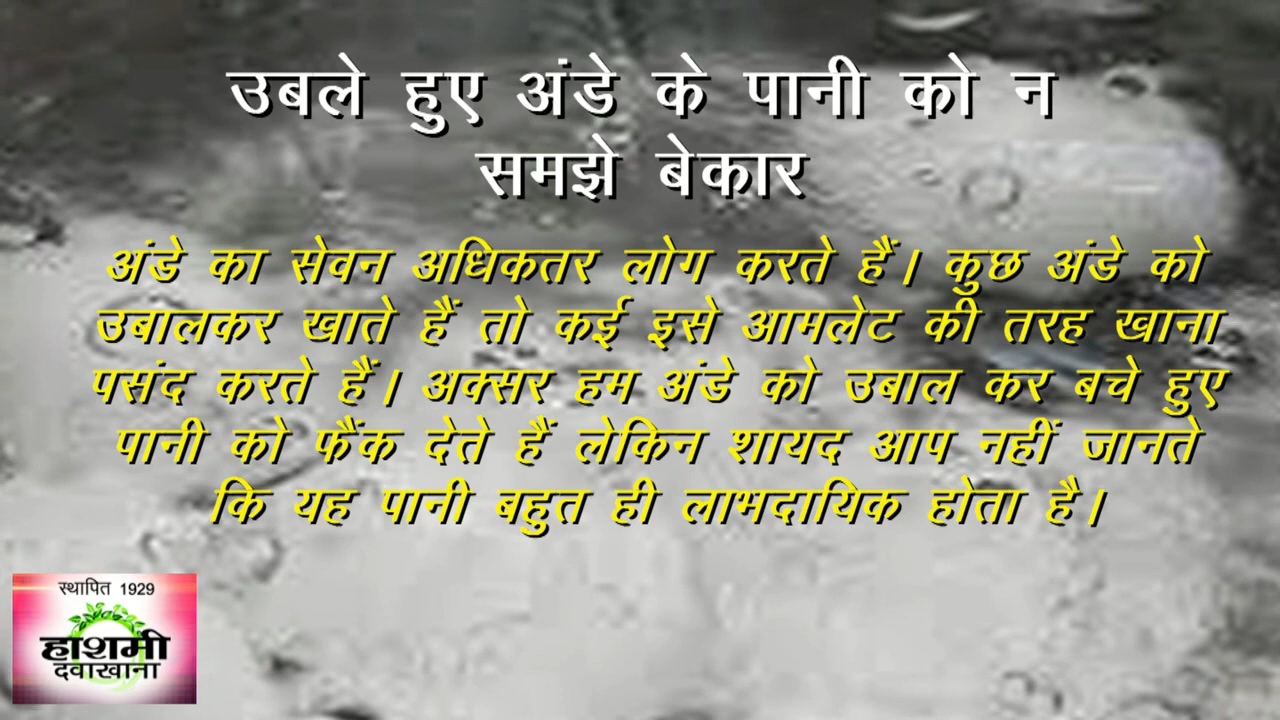 उबले हुए अंडे के पानी को न
समझे बेकार
अंडे का सेवन अधिकतर लोग करते हैं। कुछ अंडे को
उबालकर खाते हैं तो कई इसे आमलेट की तरह खाना
पसंद करते हैं। अक्सर हम अंडे को उबाल कर बचे हुए
पानी को फैंक देते हैं लेकिन शायद आप नहीं जानते
कि यह पानी बहुत ही लाभदायिक होता है।
स्थापित 1929
हाशमी
दवाखाना